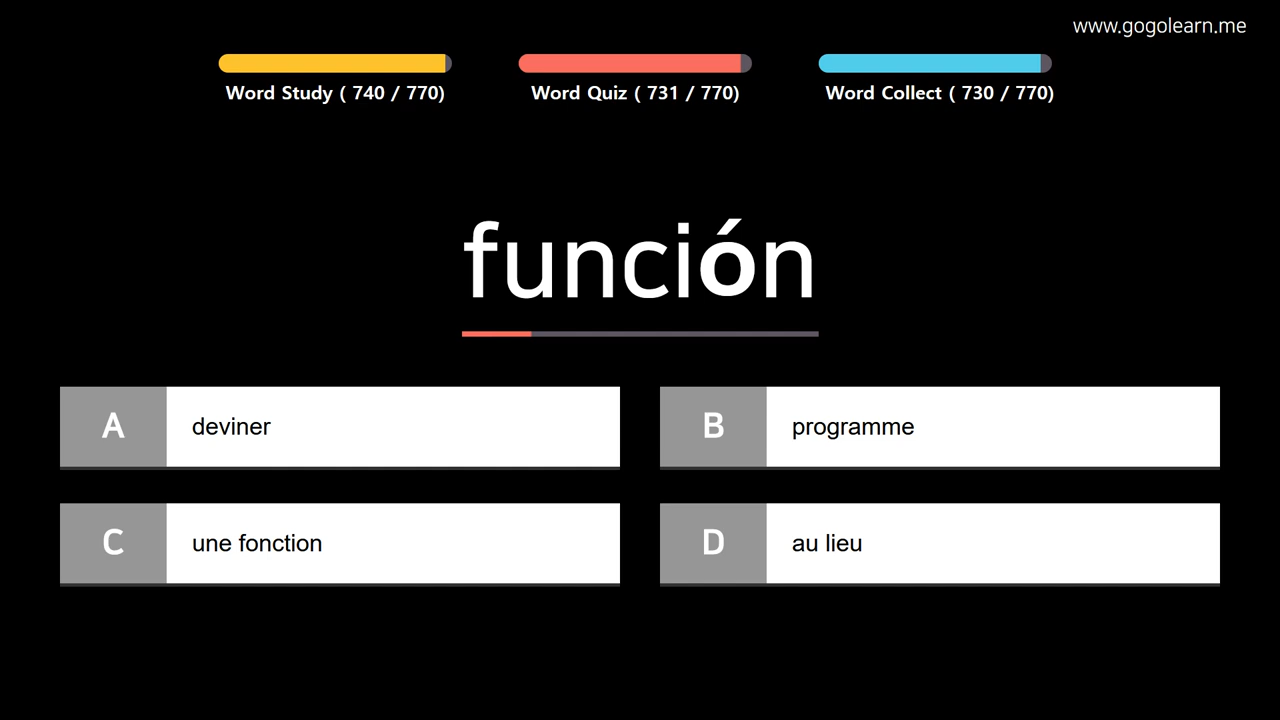 www.gogolearn.me
Word Study ( 740 / 770)
Word Quiz ( 731 / 770)
Word Collect ( 730 / 770)
función
A deviner
B programme
C une fonction
D au lieu